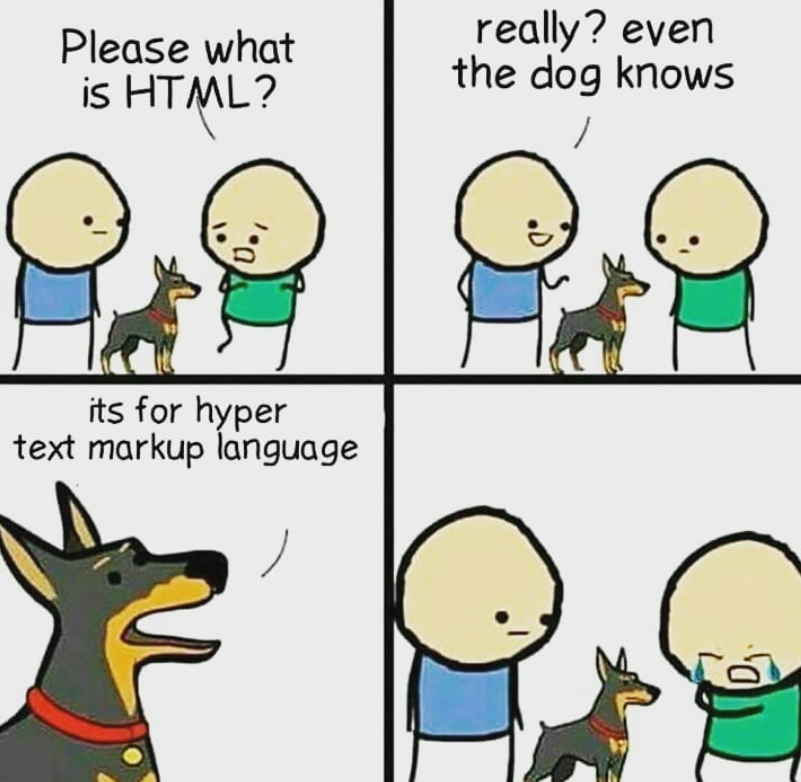 Please what
is HTML?
really? even
the dog knows
its for hyper
text markup language